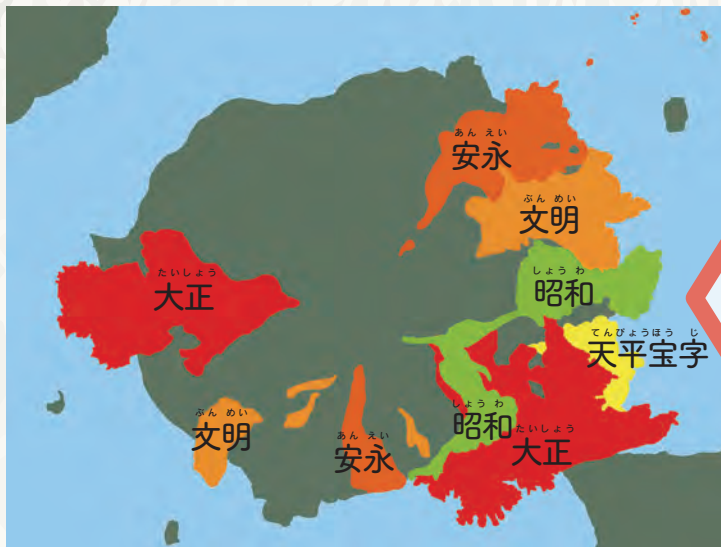 あん えい
安永
ぶん めい
文明
しょう わ
昭和
たいしょう
大正
てんぴょうほう じ
天平宝字
しょう わ
昭和
たいしょう
大正
ぶん めい
文明
あん えい
安永